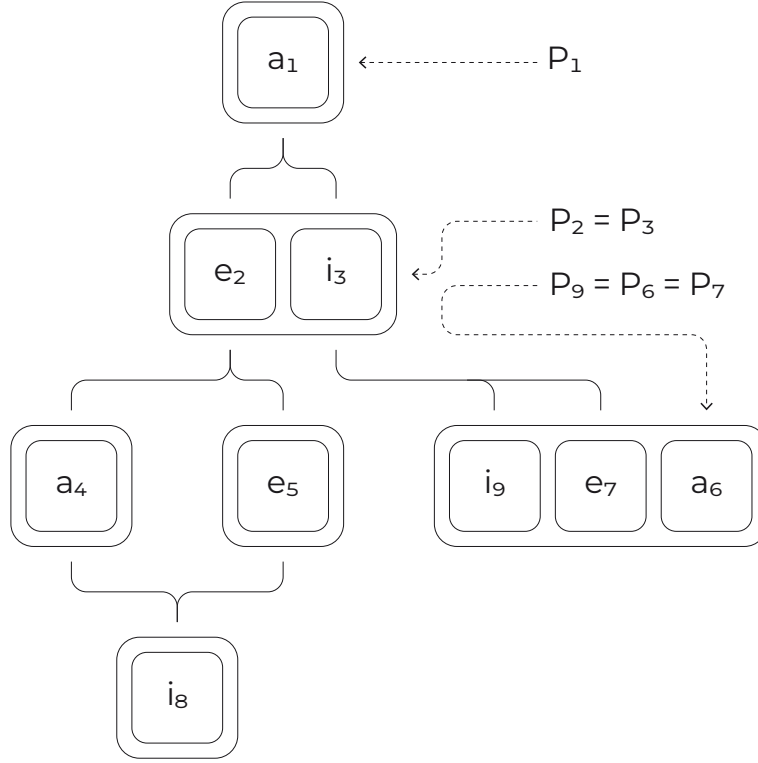 a₁
P₁
P₂ = P₃
e₂ i₃
P₉ = P₆ = P₇
a₄ e₅ i₉ e₇ a₆
i₈